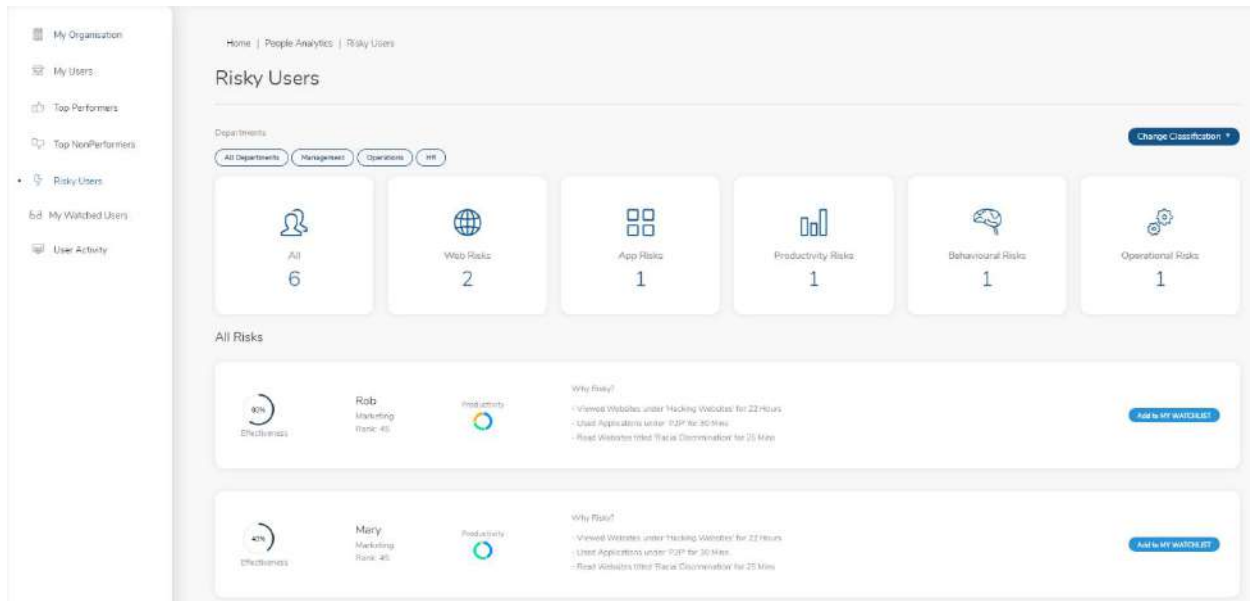 My Organisation
My Users
Top Performers
Top NonPerformers
Risky Users
My Watched Users
User Activity
Home | People Analytics | Risky Users
Risky Users
Departments
All Departments
Management
Operations
HR
Change Classification
All
6
Web Risks
2
App Risks
1
Productivity Risks
1
Behavioural Risks
1
Operational Risks
1
All Risks
Effectiveness
Rob
Marketing
Rank: 45
Productivity
Why Risky?
- Viewed Websites under 'Hacking Websites' for 22 Hours
- Used Applications under 'P2P' for 30 Mins
- Read Websites titled 'Racial Discrimination' for 25 Mins
Add to MY WATCHLIST
40%
Effectiveness
Mary
Marketing
Rank: 45
Productivity
Why Risky?
- Viewed Websites under 'Hacking Websites' for 22 Hours
- Used Applications under 'P2P' for 30 Mins
- Read Websites titled 'Racial Discrimination' for 25 Mins
Add to MY WATCHLIST